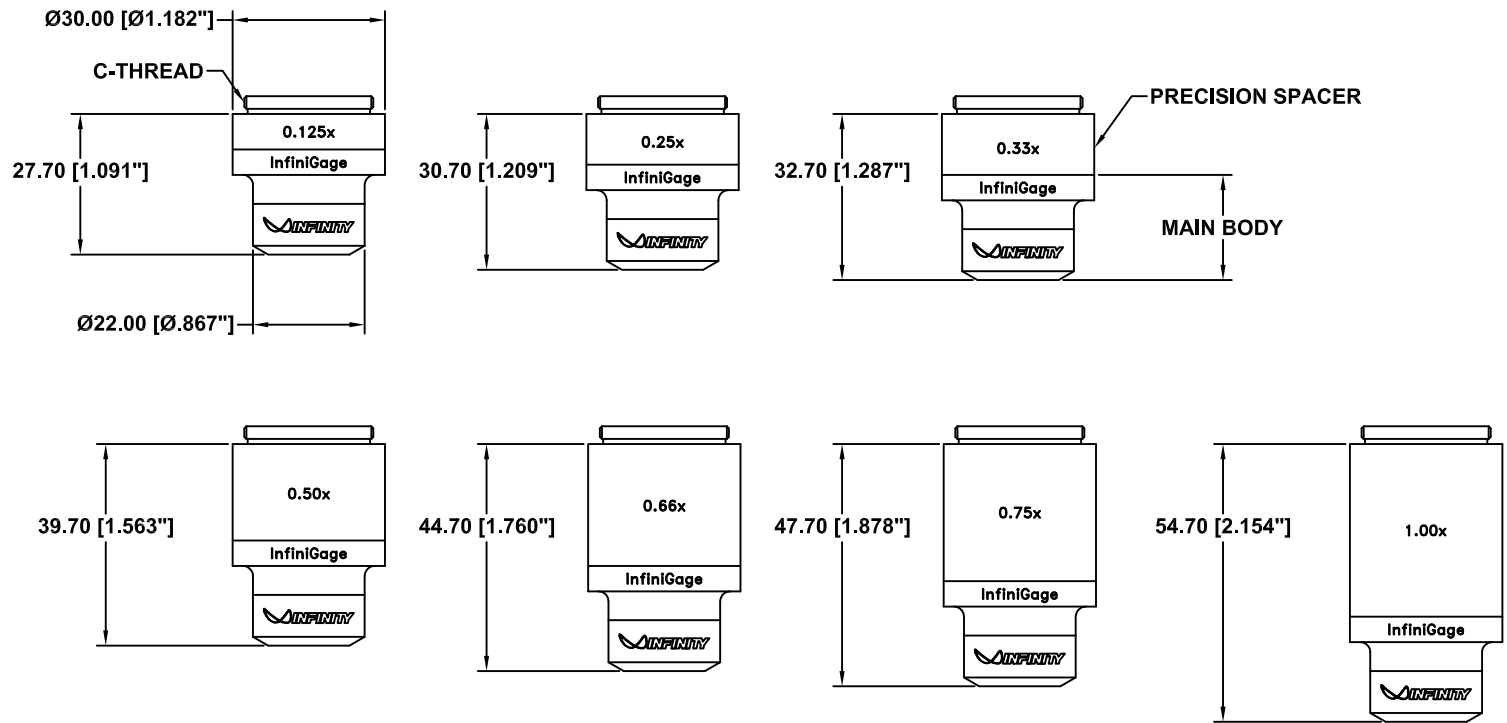 Ø30.00 [Ø1.182"]
C-THREAD
PRECISION SPACER
0.125x
0.25x
0.33x
InfiniGage
27.70 [1.091"]
30.70 [1.209"]
InfiniGage
32.70 [1.287"]
InfiniGage
INFINITY
MAIN BODY
INFINITY
INFINITY
Ø22.00 [Ø.867"]
0.50x
0.66x
0.75x
39.70 [1.563"]
44.70 [1.760"]
47.70 [1.878"]
54.70 [2.154"]
1.00x
InfiniGage
InfiniGage
InfiniGage
InfiniGage
INFINITY
INFINITY
INFINITY
INFINITY